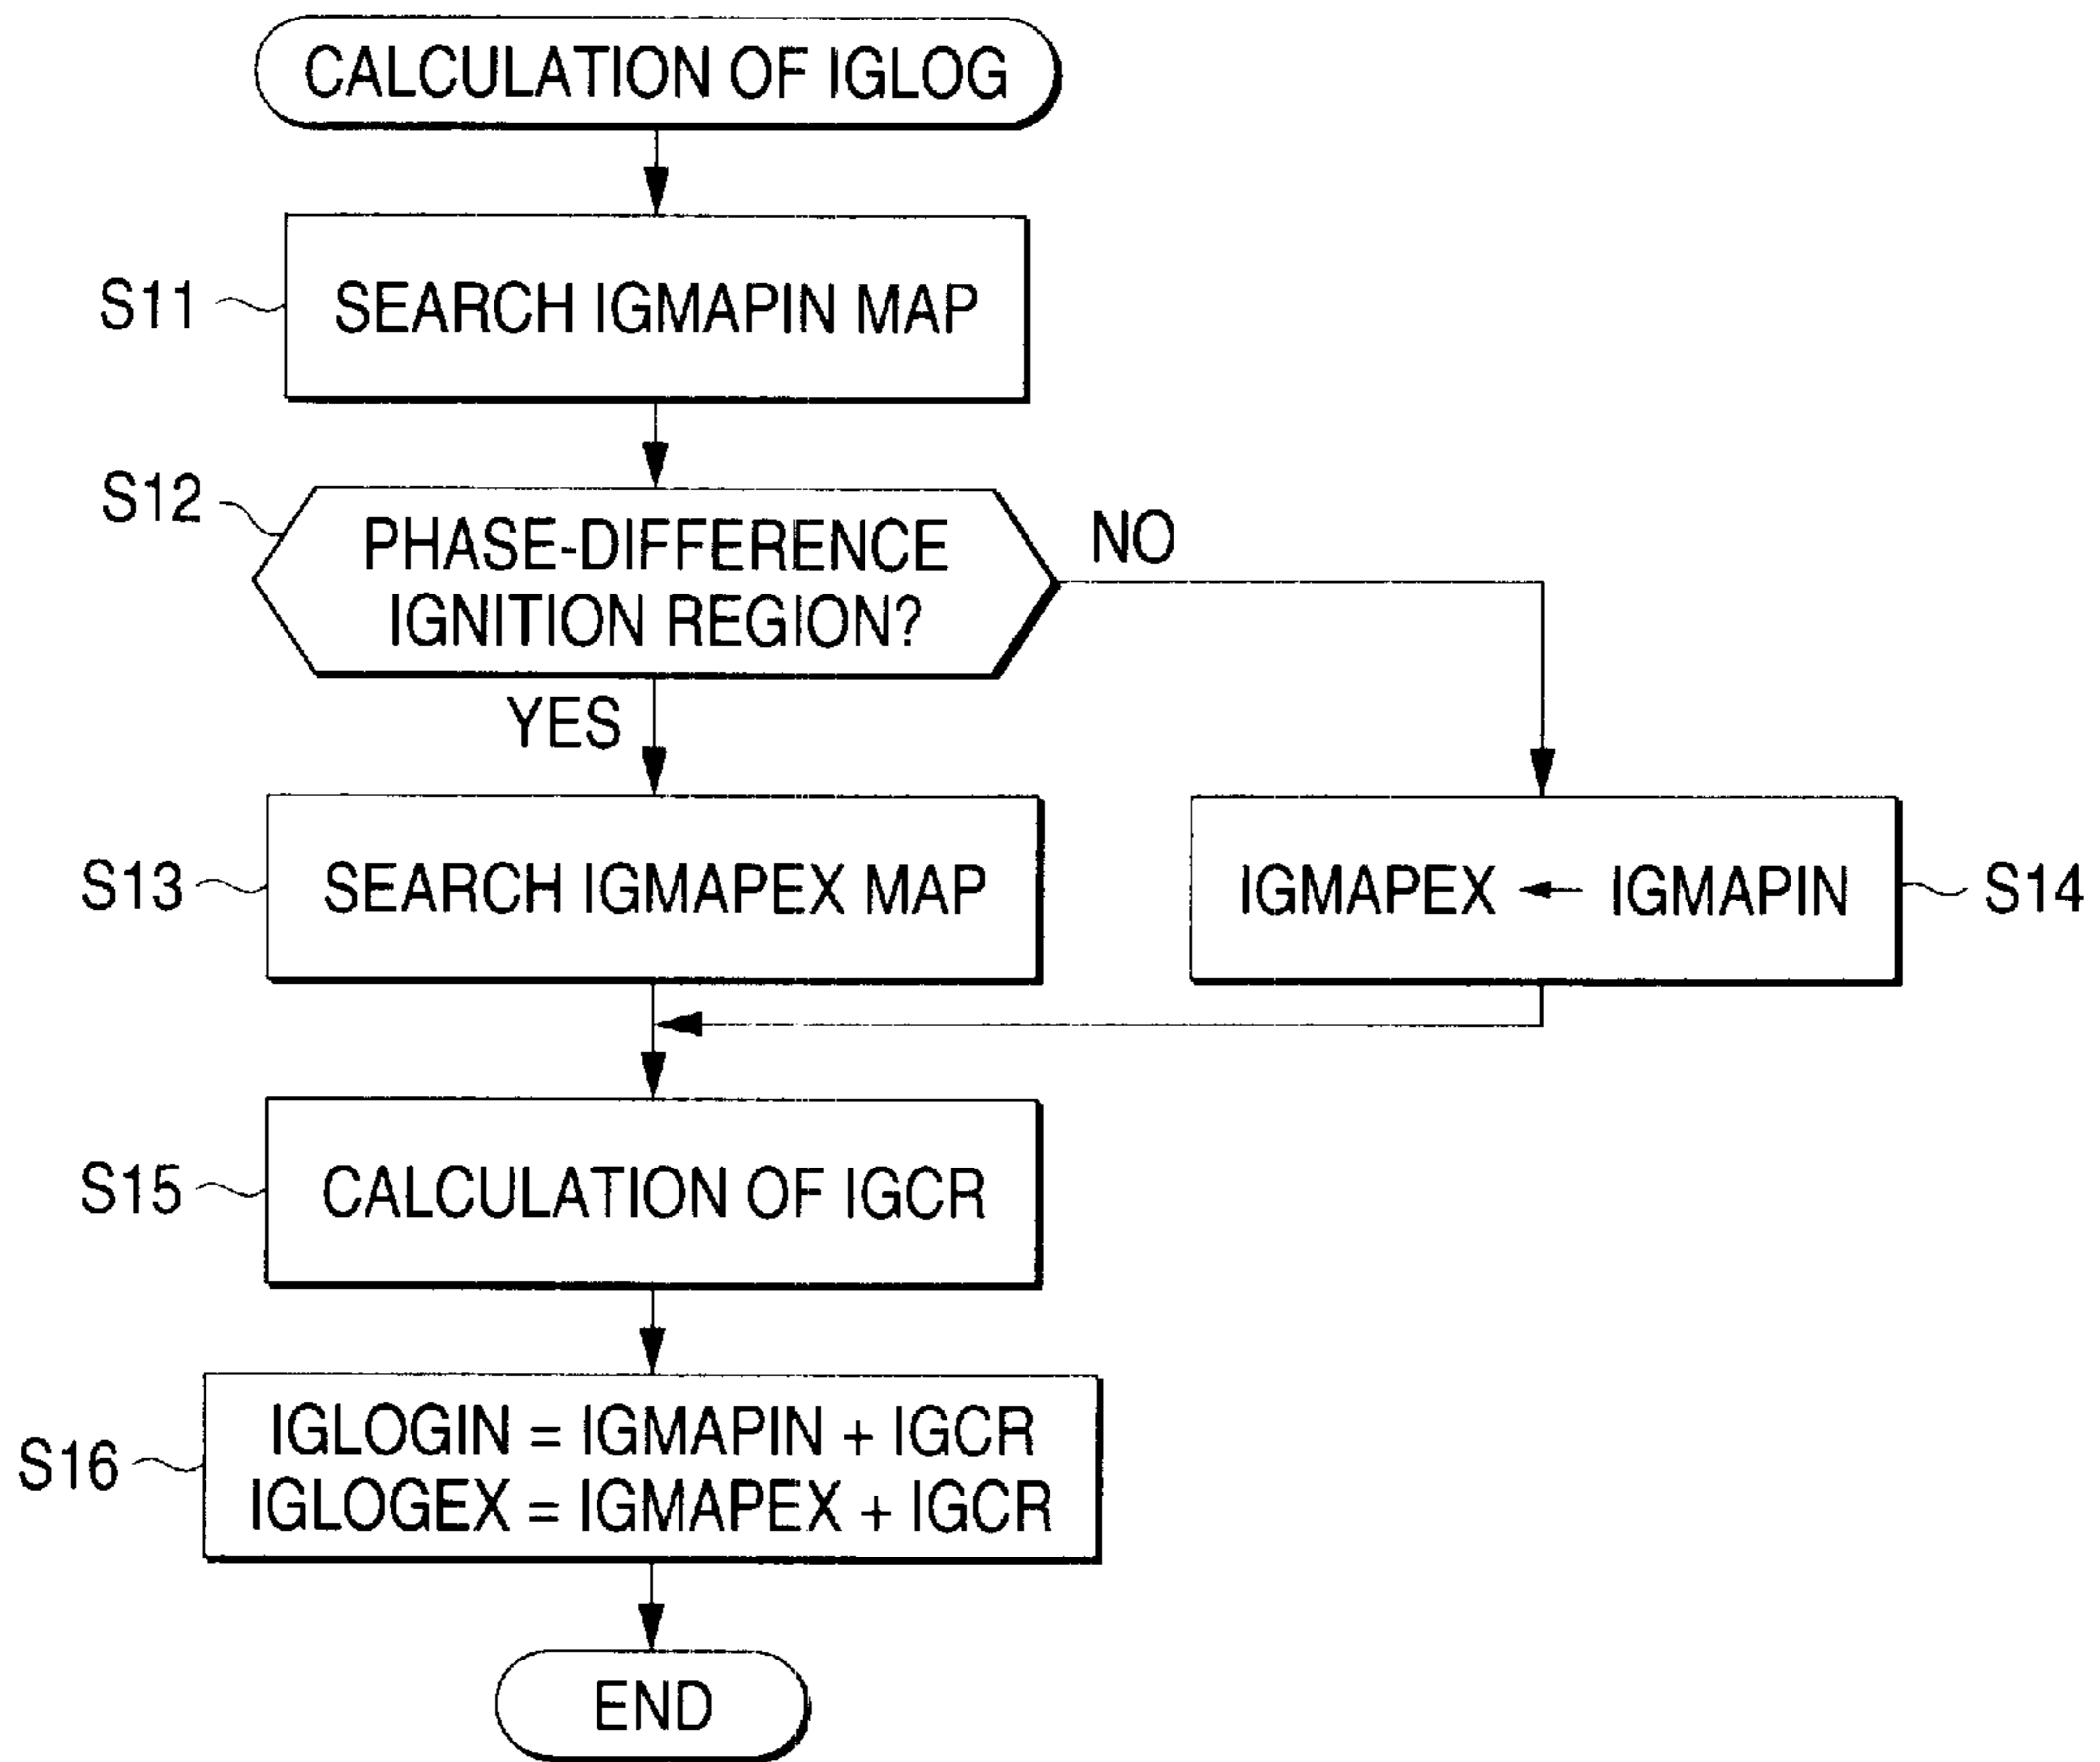 CALCULATION OF IGLOG
S11
SEARCH IGMAPIN MAP
S12
PHASE-DIFFERENCE
IGNITION REGION?
NO
YES
S13
SEARCH IGMAPEX MAP
IGMAPEX ← IGMAPIN
S14
S15
CALCULATION OF IGCR
S16
IGLOGIN = IGMAPIN + IGCR
IGLOGEX = IGMAPEX + IGCR
END